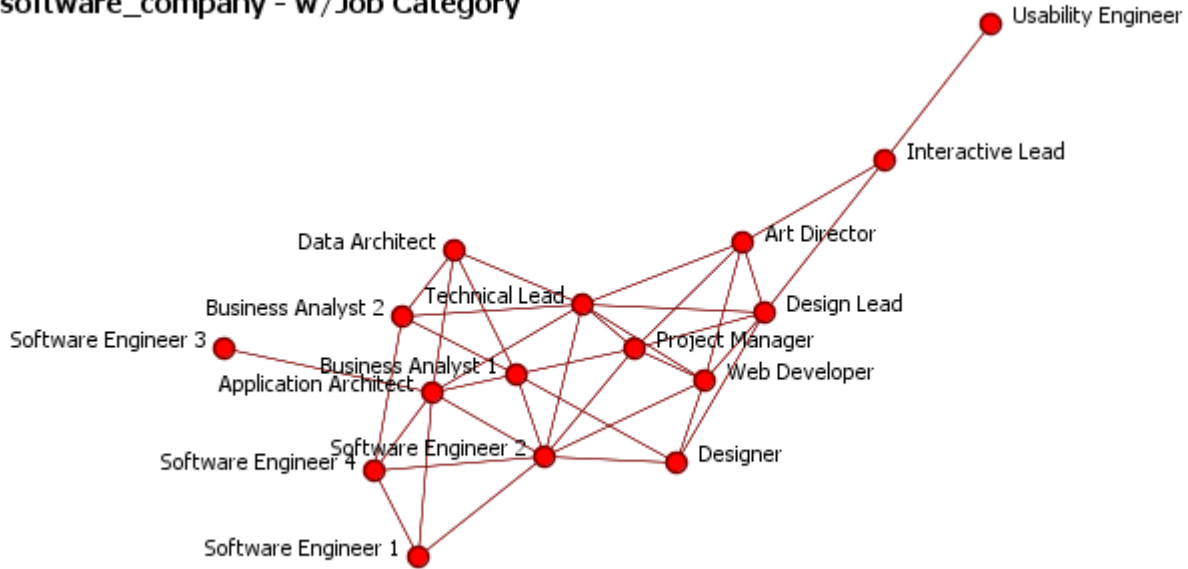 software_company - w/Job Category
Usability Engineer
Interactive Lead
Art Director
Data Architect
Technical Lead
Business Analyst 2
Design Lead
Software Engineer 3
Project Manager
Business Analyst 1
Web Developer
Application Architect
Software Engineer 2
Designer
Software Engineer 4
Software Engineer 1